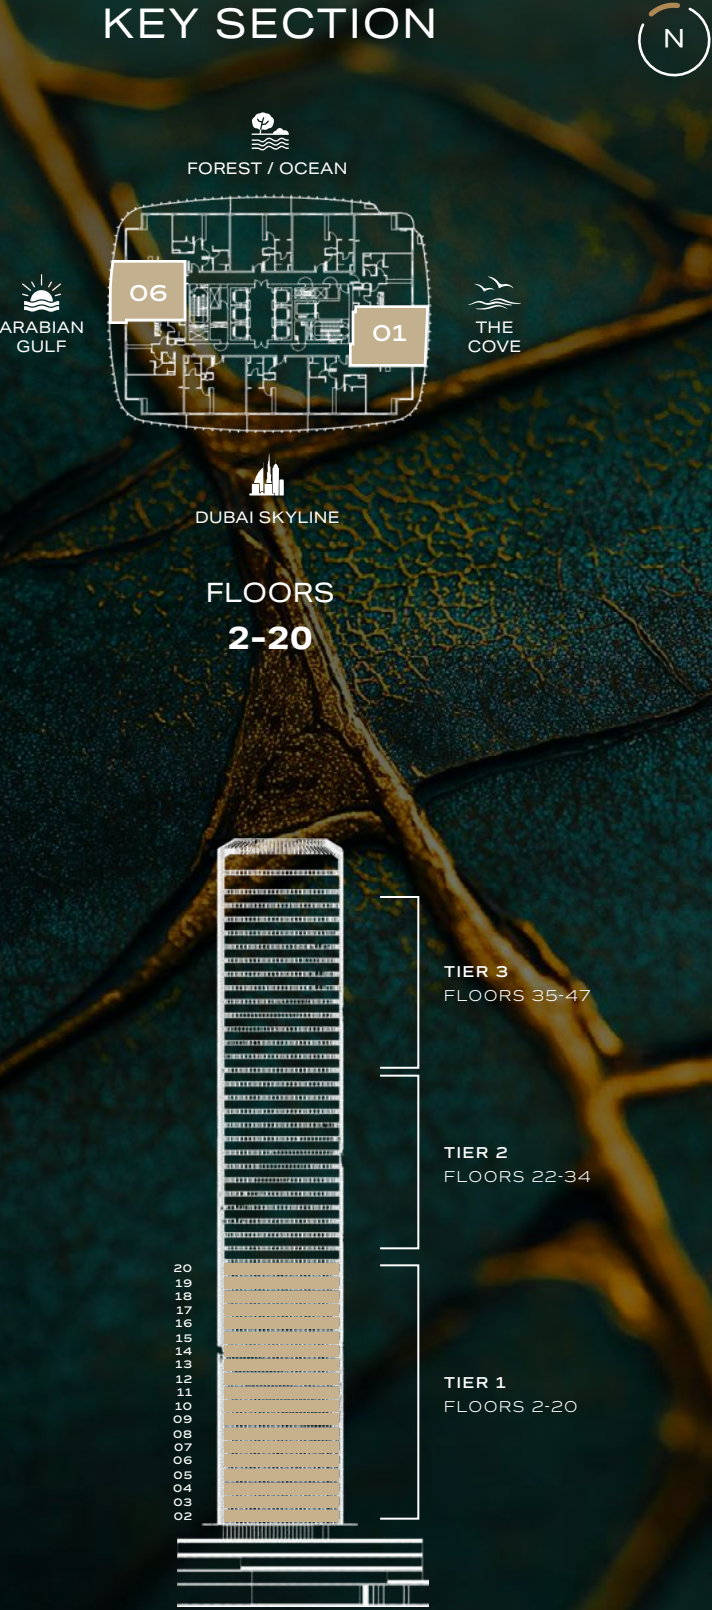 KEY SECTION
N
FOREST / OCEAN
06
01
ARABIAN
GULF
THE
COVE
DUBAI SKYLINE
FLOORS
2-20
TIER 3
FLOORS 35-47
TIER 2
FLOORS 22-34
20
19
18
17
16
15
14
13
12
11
10
09
08
07
06
05
04
03
02
TIER 1
FLOORS 2-20